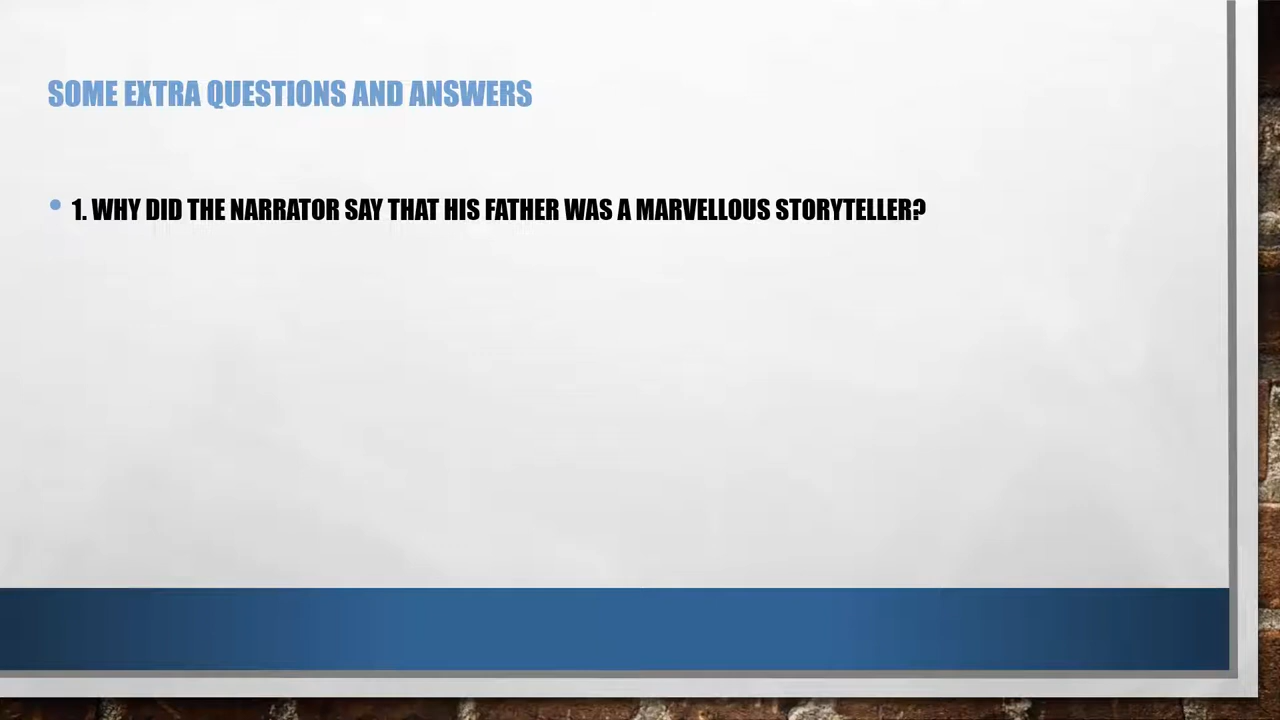 SOME EXTRA QUESTIONS AND ANSWERS
• 1. WHY DID THE NARRATOR SAY THAT HIS FATHER WAS A MARVELLOUS STORYTELLER?